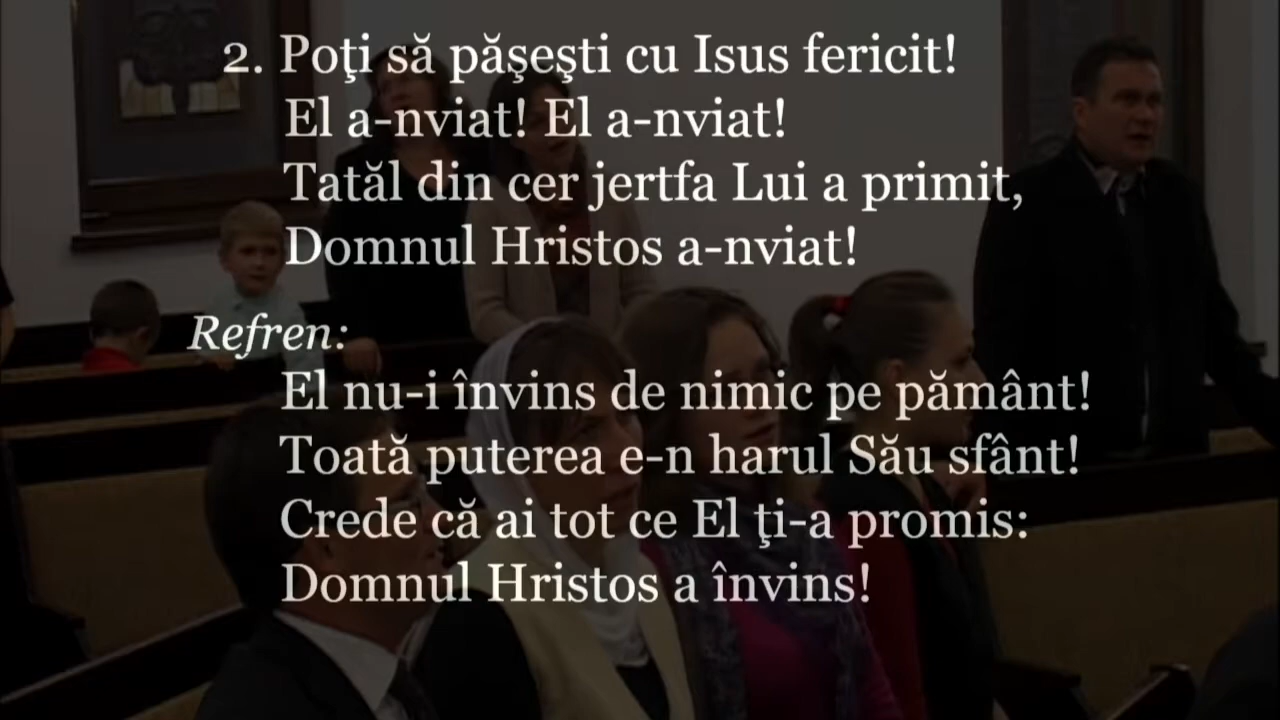 2. Poţi să păşeşti cu Isus fericit!
El a-nviat! El a-nviat!
Tatăl din cer jertfa Lui a primit,
Domnul Hristos a-nviat!
Refren:
El nu-i învins de nimic pe pământ!
Toată puterea e-n harul Său sfânt!
Crede că ai tot ce El ţi-a promis:
Domnul Hristos a învins!